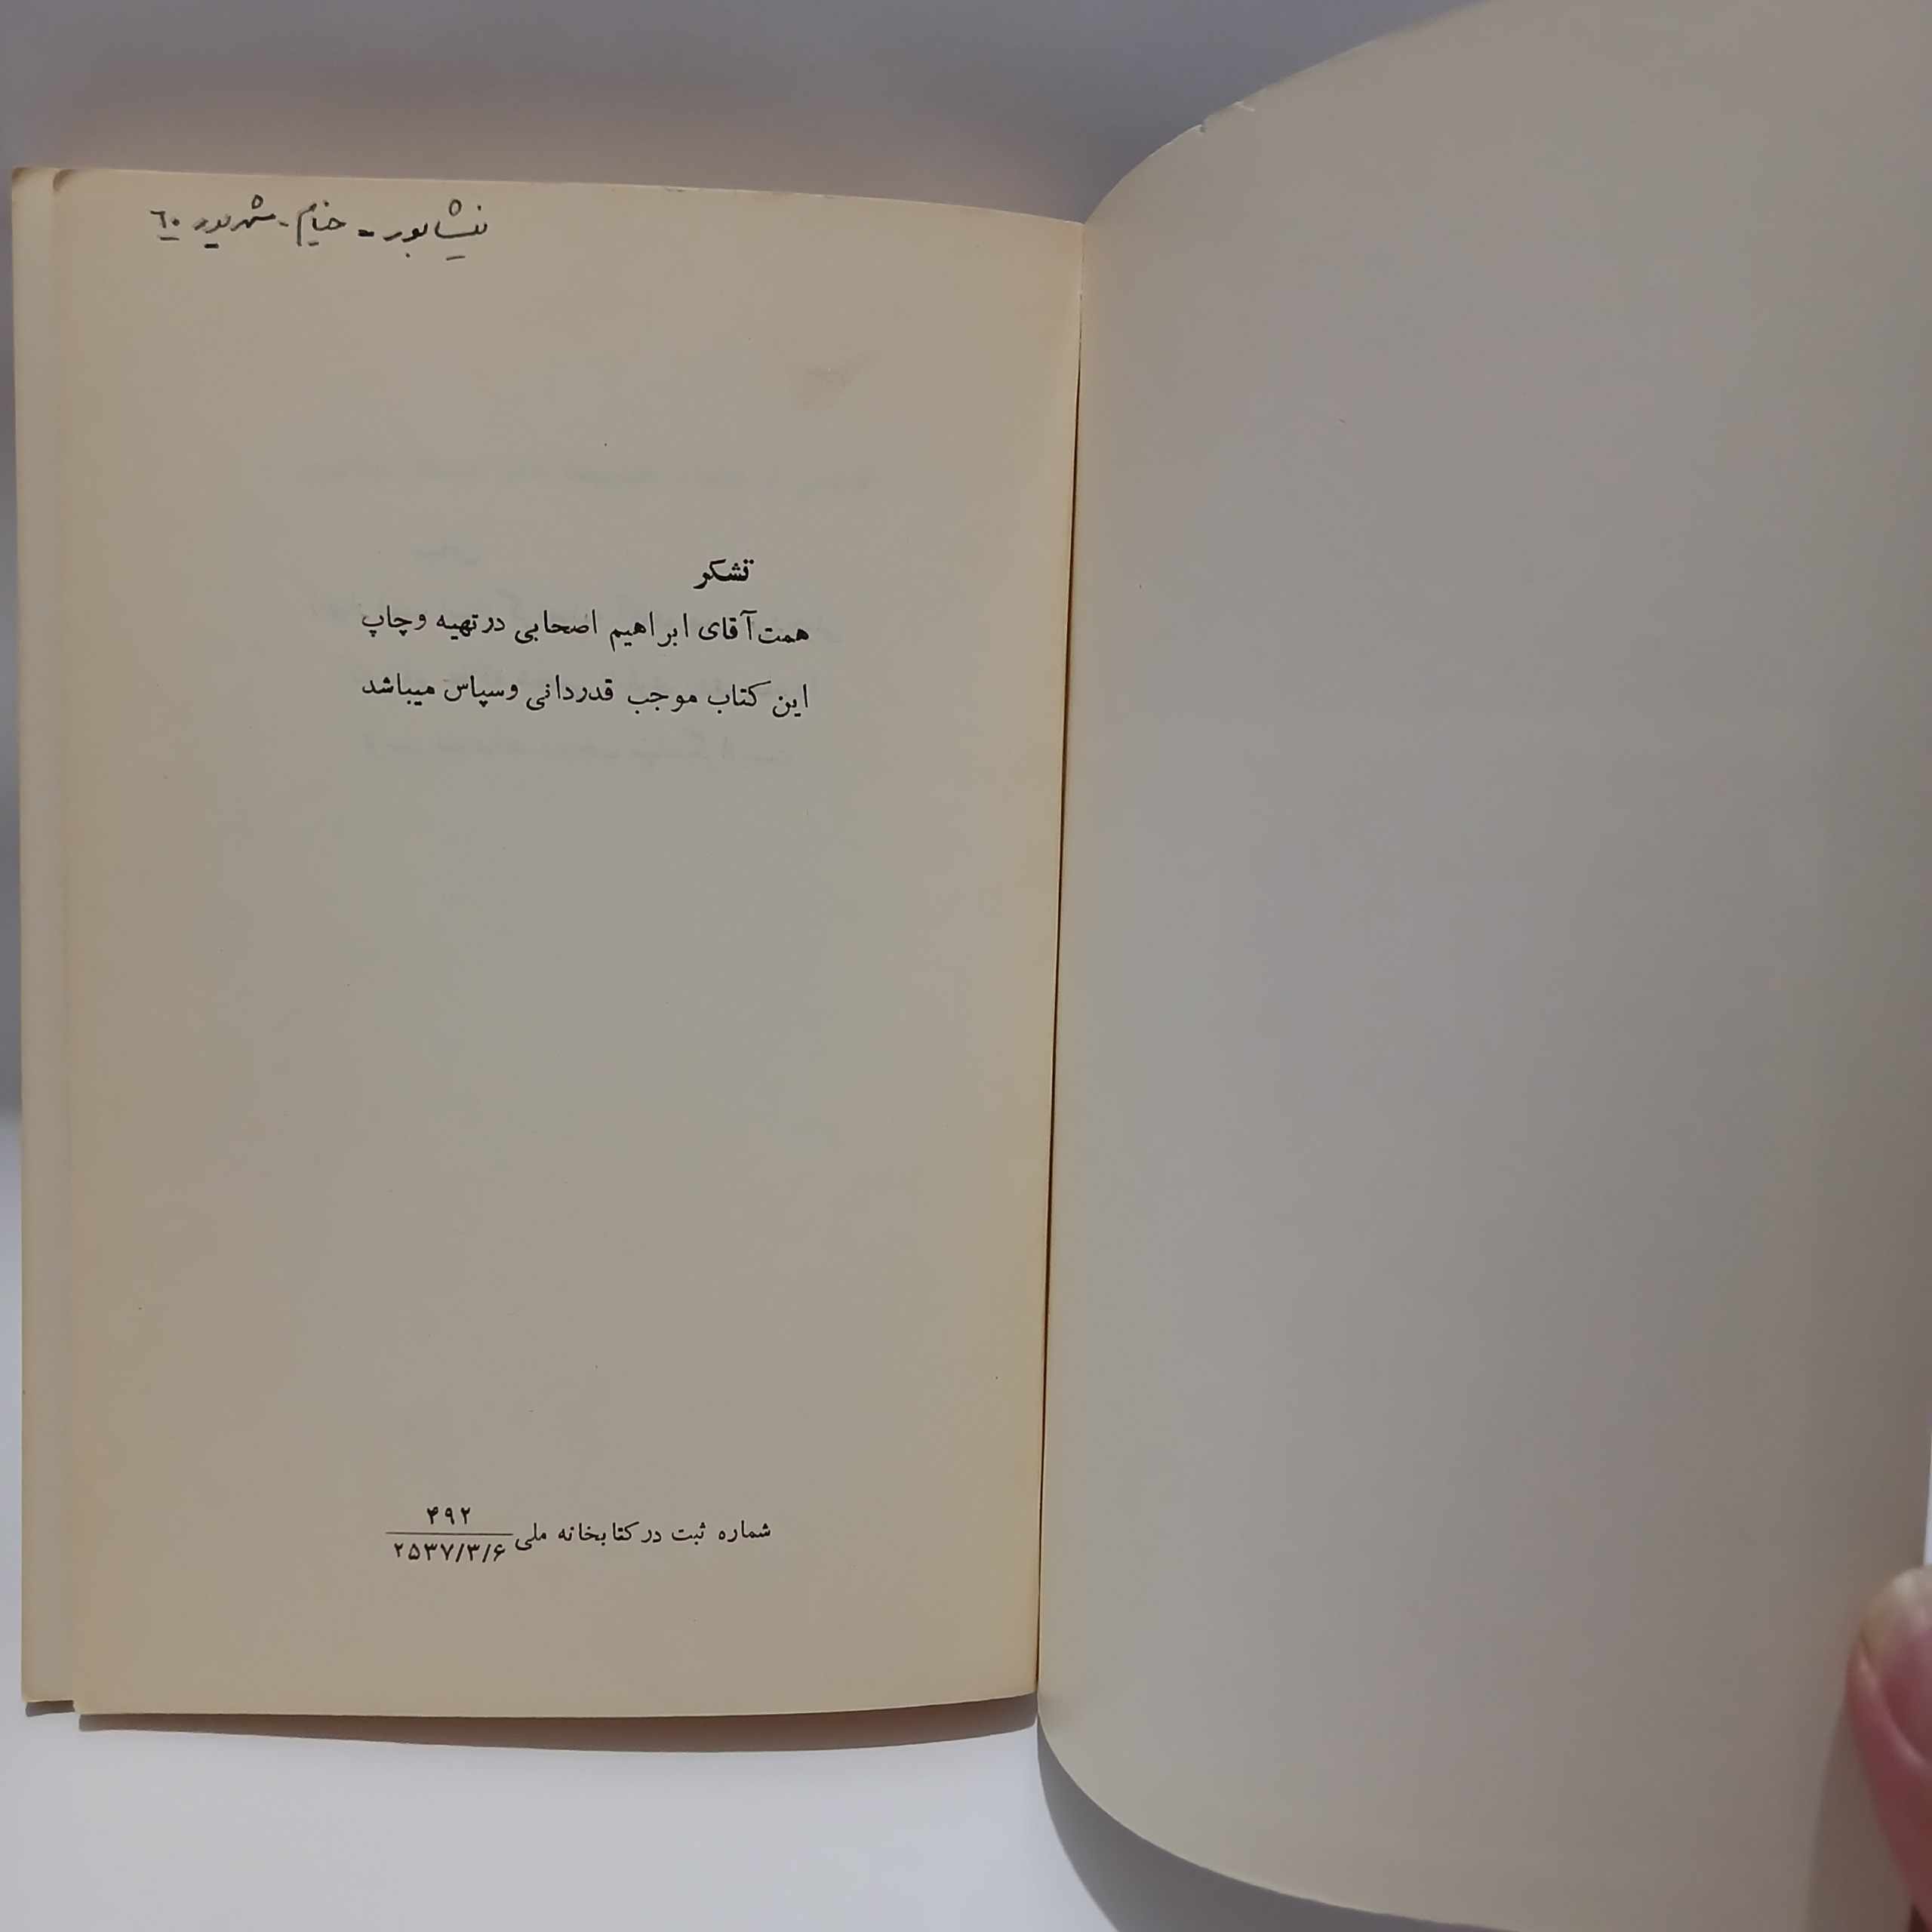 نیشابور - خیام - شهریور ٦٠
تشکر
همت آقای ابراهیم اصحابی در تهیه و چاپ
این کتاب موجب قدردانی و سپاس میباشد
شماره ثبت در کتابخانه ملی ۴۹۲
۲۵۳۷/۳/۶